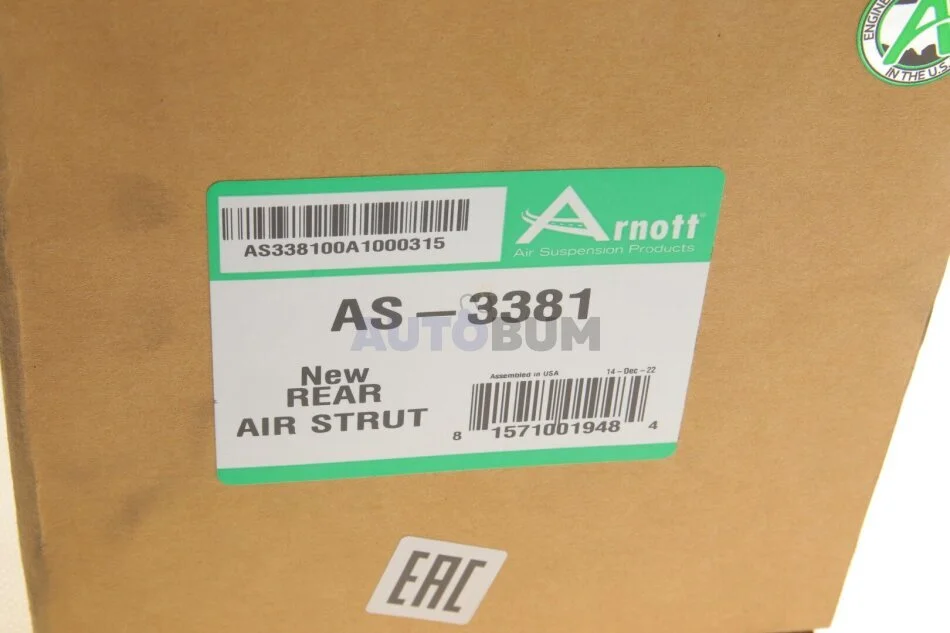 ENGINE
A
IN THE U.S.
AS338100A1000315
Arnott®
Air Suspension Products
AS-3381
AUTOBUM
New
REAR
AIR STRUT
Assembled in USA 14-Dec-22
8 1571001948 4
EAC